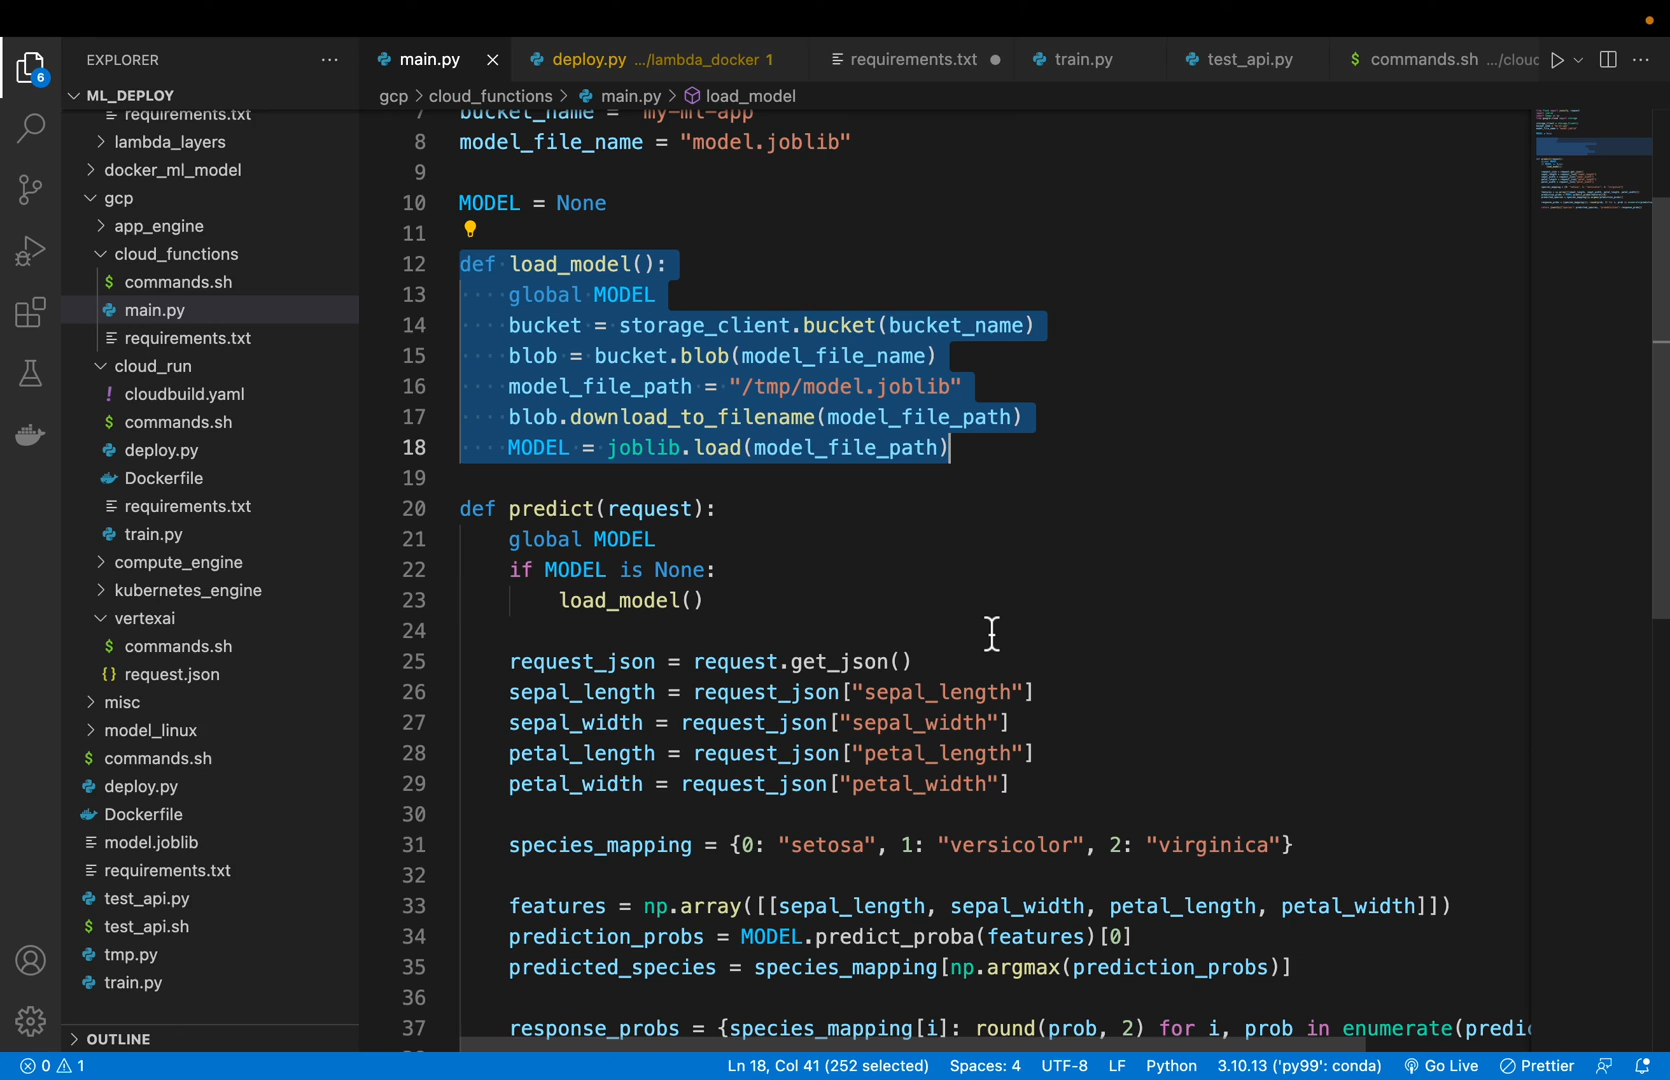 EXPLORER ...
main.py
deploy.py .../lambda_docker 1
requirements.txt
train.py
test_api.py
commands.sh .../clouc
6
ML_DEPLOY
gcp > cloud_functions > main.py > load_model
requirements.txt
lambda_layers
docker_ml_model
gcp
app_engine
cloud_functions
commands.sh
main.py
requirements.txt
cloud_run
cloudbuild.yaml
commands.sh
deploy.py
Dockerfile
requirements.txt
train.py
compute_engine
kubernetes_engine
vertexai
commands.sh
request.json
misc
model_linux
commands.sh
deploy.py
Dockerfile
model.joblib
requirements.txt
test_api.py
test_api.sh
tmp.py
train.py
OUTLINE
7 bucket_name = "my-ml-app"
8 model_file_name = "model.joblib"
9
10 MODEL = None
11
12 def load_model():
13 global MODEL
14 bucket = storage_client.bucket(bucket_name)
15 blob = bucket.blob(model_file_name)
16 model_file_path = "/tmp/model.joblib"
17 blob.download_to_filename(model_file_path)
18 MODEL = joblib.load(model_file_path)
19
20 def predict(request):
21 global MODEL
22 if MODEL is None:
23 load_model()
24
25 request_json = request.get_json()
26 sepal_length = request_json["sepal_length"]
27 sepal_width = request_json["sepal_width"]
28 petal_length = request_json["petal_length"]
29 petal_width = request_json["petal_width"]
30
31 species_mapping = {0: "setosa", 1: "versicolor", 2: "virginica"}
32
33 features = np.array([[sepal_length, sepal_width, petal_length, petal_width]])
34 prediction_probs = MODEL.predict_proba(features)[0]
35 predicted_species = species_mapping[np.argmax(prediction_probs)]
36
37 response_probs = {species_mapping[i]: round(prob, 2) for i, prob in enumerate(predic
0 1 Ln 18, Col 41 (252 selected) Spaces: 4 UTF-8 LF Python 3.10.13 ('py99': conda) Go Live Prettier